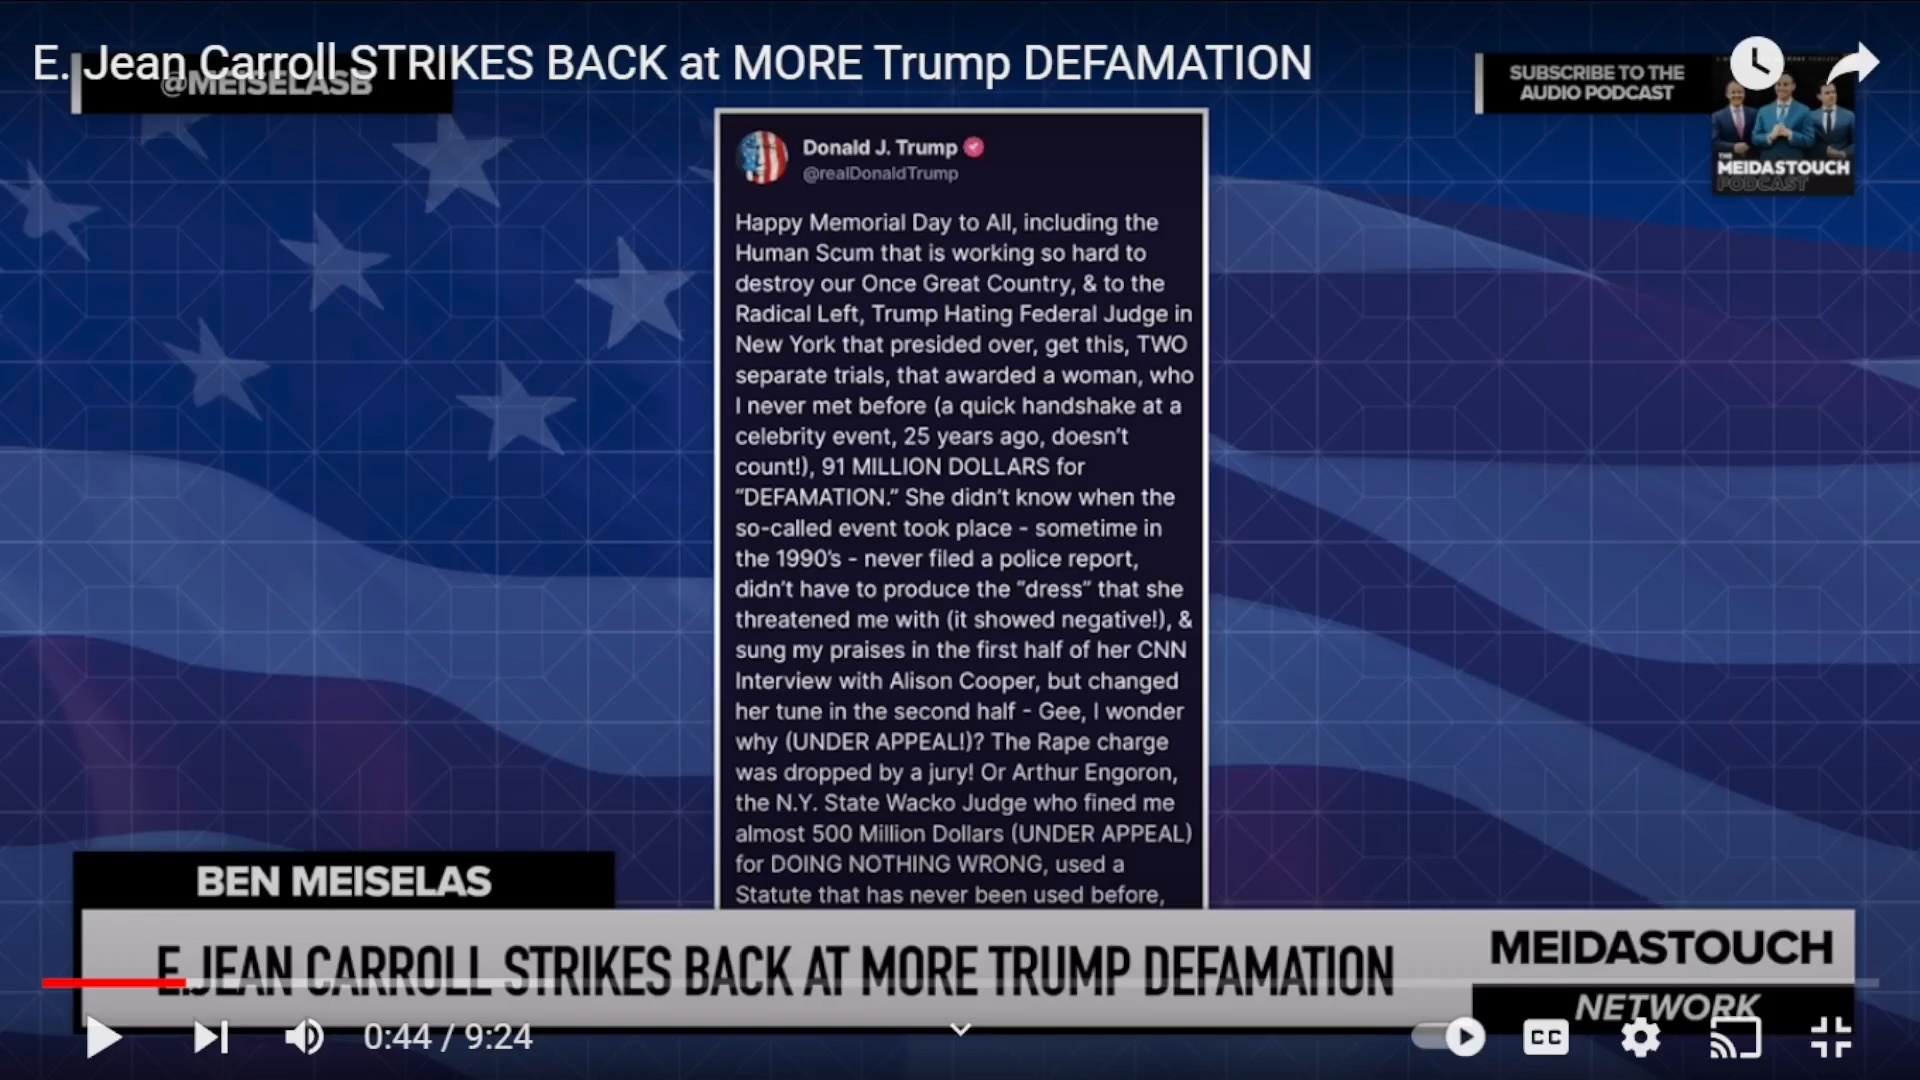 E. Jean Carroll STRIKES BACK at MORE Trump DEFAMATION
@MEISELASB
SUBSCRIBE TO THE
AUDIO PODCAST
THE
MEIDASTOUCH
PODCAST
Donald J. Trump
@realDonaldTrump
Happy Memorial Day to All, including the
Human Scum that is working so hard to
destroy our Once Great Country, & to the
Radical Left, Trump Hating Federal Judge in
New York that presided over, get this, TWO
separate trials, that awarded a woman, who
I never met before (a quick handshake at a
celebrity event, 25 years ago, doesn't
count!), 91 MILLION DOLLARS for
“DEFAMATION.” She didn't know when the
so-called event took place - sometime in
the 1990's - never filed a police report,
didn't have to produce the “dress” that she
threatened me with (it showed negative!), &
sung my praises in the first half of her CNN
Interview with Alison Cooper, but changed
her tune in the second half - Gee, I wonder
why (UNDER APPEAL!)? The Rape charge
was dropped by a jury! Or Arthur Engoron,
the N.Y. State Wacko Judge who fined me
almost 500 Million Dollars (UNDER APPEAL)
for DOING NOTHING WRONG, used a
Statute that has never been used before,
BEN MEISELAS
E.JEAN CARROLL STRIKES BACK AT MORE TRUMP DEFAMATION
MEIDASTOUCH
NETWORK
0:44 / 9:24
CC